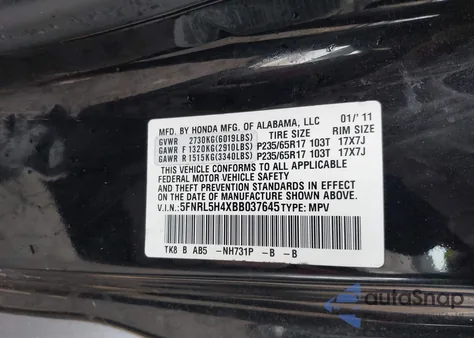 MFD. BY HONDA MFG. OF ALABAMA, LLC 01/'11
GVWR 2730KG(6019LBS) TIRE SIZE RIM SIZE
GAWR F 1320KG(2910LBS) P235/65R17 103T 17X7J
GAWR R 1515KG(3340LBS) P235/65R17 103T 17X7J
THIS VEHICLE CONFORMS TO ALL APPLICABLE
FEDERAL MOTOR VEHICLE SAFETY AND
THEFT PREVENTION STANDARDS IN EFFECT ON
THE DATE OF MANUFACTURE SHOWN ABOVE.
V.I.N: 5FNRL5H4XBB037645 TYPE: MPV
TK8 B AB5 -NH731P -B -B
autoSnap